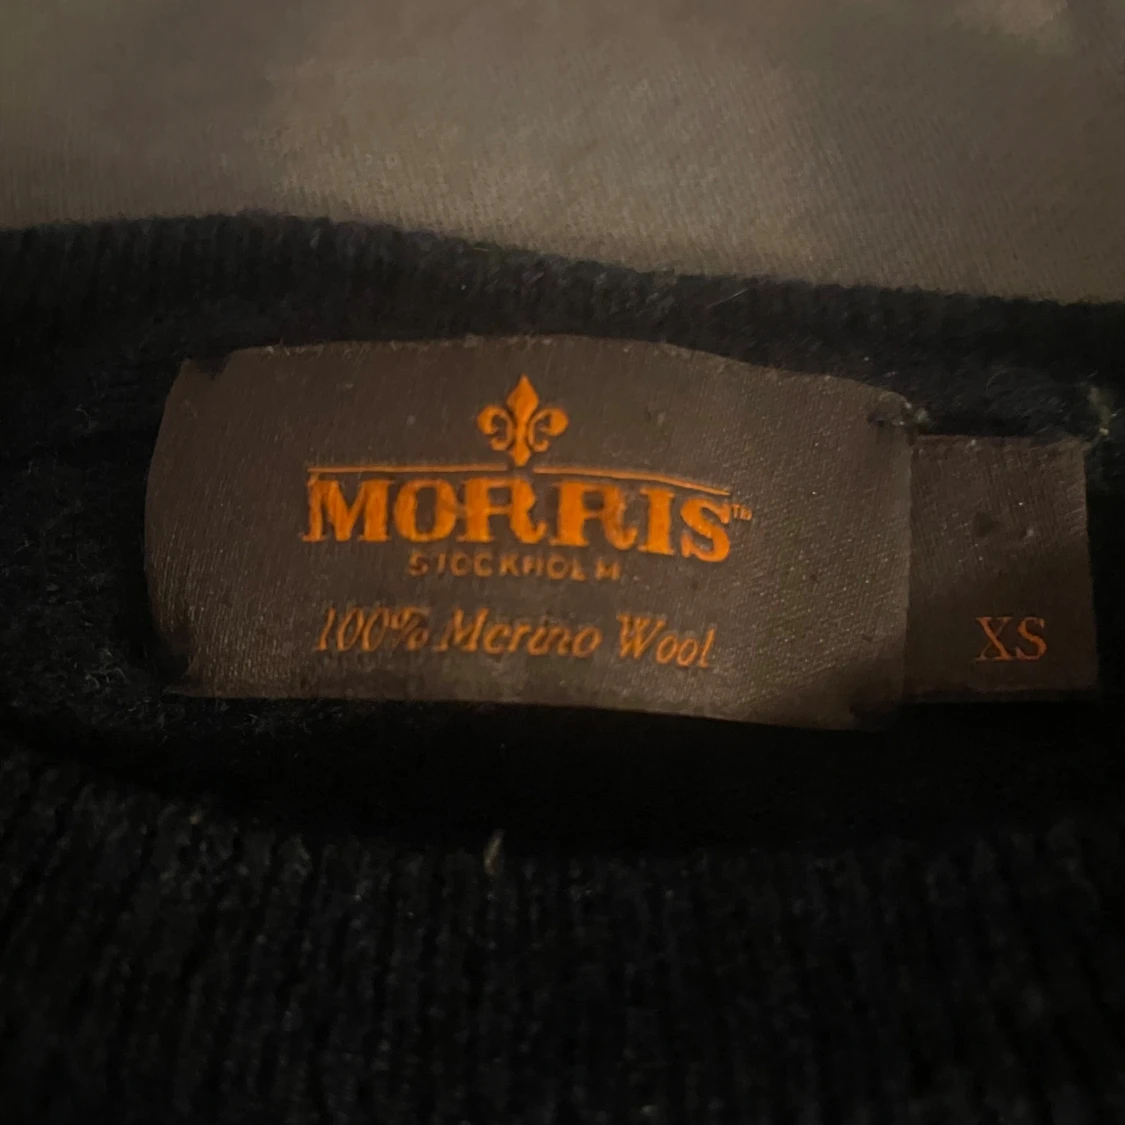 MORRIS™
STOCKHOLM
100% Merino Wool
XS